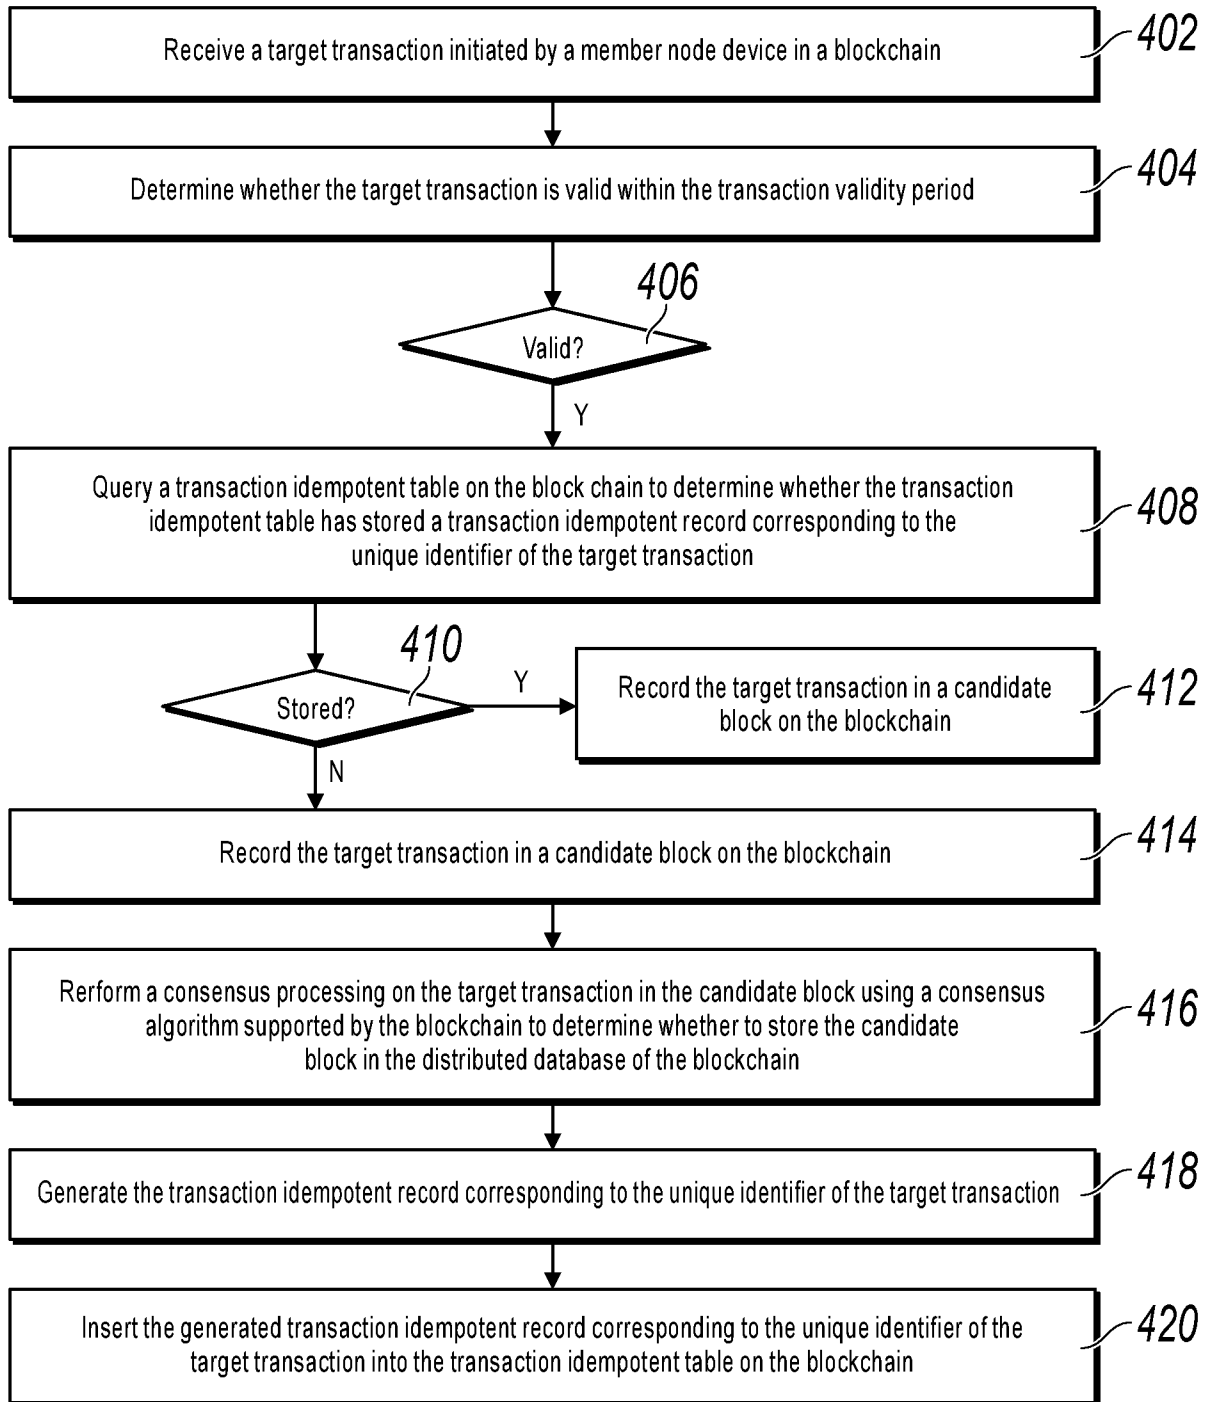 Receive a target transaction initiated by a member node device in a blockchain
402
Determine whether the target transaction is valid within the transaction validity period
404
406
Valid?
Y
Query a transaction idempotent table on the block chain to determine whether the transaction
idempotent table has stored a transaction idempotent record corresponding to the
unique identifier of the target transaction
408
410
Stored?
Y
Record the target transaction in a candidate
block on the blockchain
412
N
Record the target transaction in a candidate block on the blockchain
414
Rerform a consensus processing on the target transaction in the candidate block using a consensus
algorithm supported by the blockchain to determine whether to store the candidate
block in the distributed database of the blockchain
416
Generate the transaction idempotent record corresponding to the unique identifier of the target transaction
418
Insert the generated transaction idempotent record corresponding to the unique identifier of the
target transaction into the transaction idempotent table on the blockchain
420